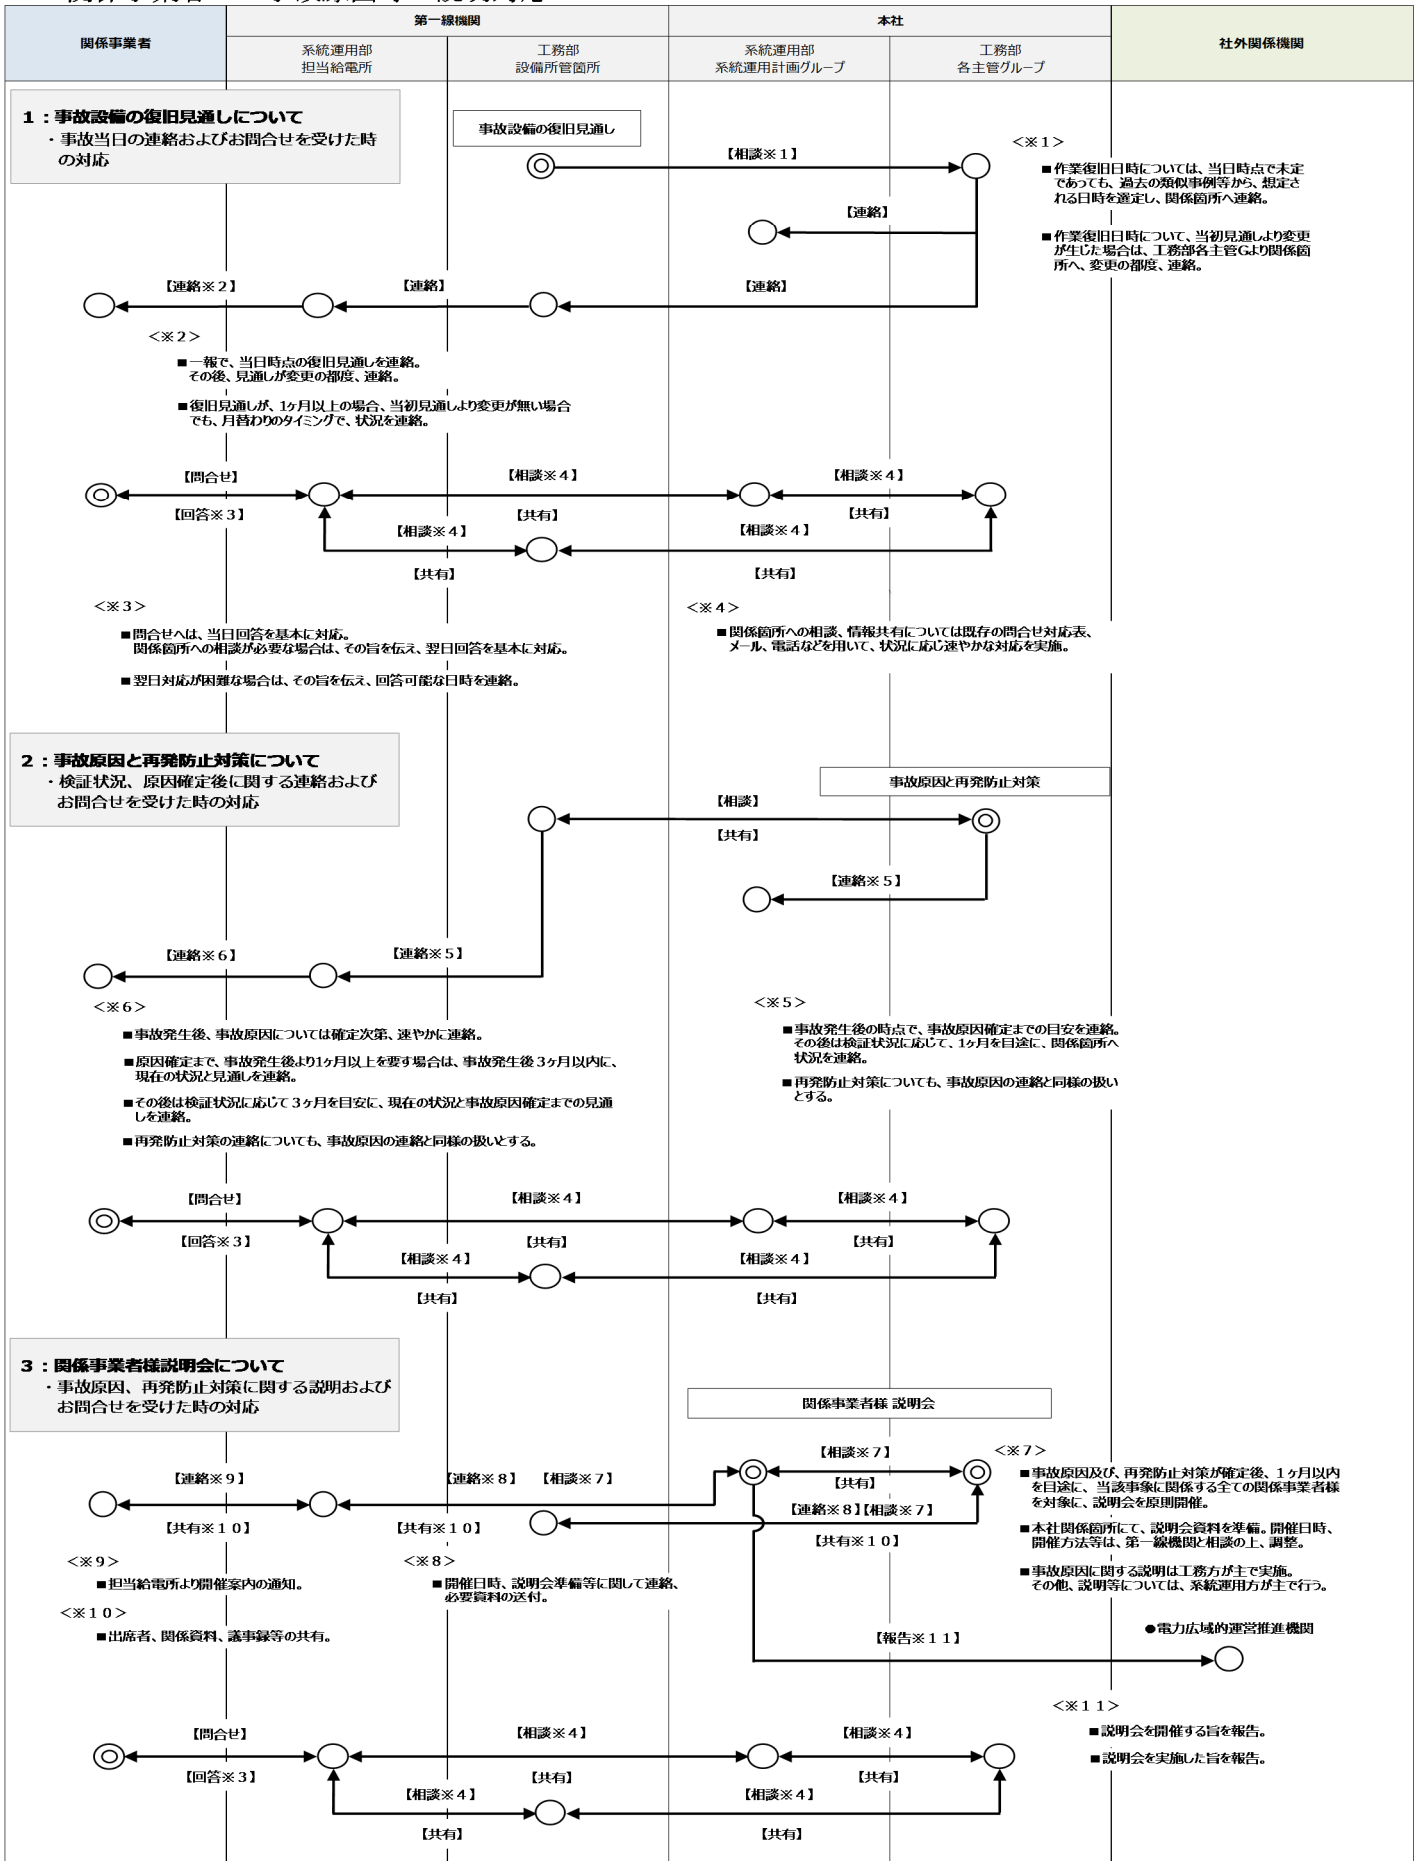 関係事業者
第一線機関
本社
社外関係機関
系統運用部
担当給電所
工務部
設備所管箇所
系統運用部
系統運用計画グループ
工務部
各主管グループ
1：事故設備の復旧見通しについて
・事故当日の連絡およびお問合せを受けた時
の対応
事故設備の復旧見通し
【相談※1】
<※1>
■作業復旧日時については、当日時点で未定
であっても、過去の類似事例等から、想定さ
れる日時を選定し、関係箇所へ連絡。
【連絡】
■作業復旧日時について、当初見通しより変更
が生じた場合は、工務部各主管Gより関係箇
所へ、変更の都度、連絡。
【連絡※2】
【連絡】
【連絡】
<※2>
■一報で、当日時点の復旧見通しを連絡。
その後、見通しが変更の都度、連絡。
■復旧見通しが、1ヶ月以上の場合、当初見通しより変更が無い場合
でも、月替わりのタイミングで、状況を連絡。
【問合せ】
【相談※4】
【相談※4】
【回答※3】
【共有】
【共有】
【相談※4】
【相談※4】
【共有】
【共有】
<※3>
■問合せへは、当日回答を基本に対応。
関係箇所への相談が必要な場合は、その旨を伝え、翌日回答を基本に対応。
■翌日対応が困難な場合は、その旨を伝え、回答可能な日時を連絡。
<※4>
■関係箇所への相談、情報共有については既存の問合せ対応表、
メール、電話などを用いて、状況に応じ速やかな対応を実施。
2：事故原因と再発防止対策について
・検証状況、原因確定後に関する連絡および
お問合せを受けた時の対応
事故原因と再発防止対策
【相談】
【共有】
【連絡※5】
【連絡※6】
【連絡※5】
<※6>
■事故発生後、事故原因については確定次第、速やかに連絡。
■原因確定まで、事故発生後より1ヶ月以上を要す場合は、事故発生後3ヶ月以内に、
現在の状況と見通しを連絡。
■その後は検証状況に応じて3ヶ月を目安に、現在の状況と事故原因確定までの見通
しを連絡。
■再発防止対策の連絡についても、事故原因の連絡と同様の扱いとする。
<※5>
■事故発生後の時点で、事故原因確定までの目安を連絡。
その後は検証状況に応じて、1ヶ月を目途に、関係箇所へ
状況を連絡。
■再発防止対策についても、事故原因の連絡と同様の扱い
とする。
【問合せ】
【相談※4】
【相談※4】
【回答※3】
【共有】
【共有】
【相談※4】
【相談※4】
【共有】
【共有】
3：関係事業者様説明会について
・事故原因、再発防止対策に関する説明および
お問合せを受けた時の対応
関係事業者様 説明会
【相談※7】
【共有】
<※7>
■事故原因及び、再発防止対策が確定後、1ヶ月以内
を目途に、当該事象に関係する全ての関係事業者様
を対象に、説明会を原則開催。
■本社関係箇所にて、説明会資料を準備。開催日時、
開催方法等は、第一線機関と相談の上、調整。
■事故原因に関する説明は工務方が主で実施。
その他、説明等については、系統運用方が主で行う。
【連絡※9】
【連絡※8】
【相談※7】
【連絡※8】【相談※7】
【共有※10】
【共有※10】
【共有※10】
<※9>
■担当給電所より開催案内の通知。
<※8>
■開催日時、説明会準備等に関して連絡、
必要資料の送付。
<※10>
■出席者、関係資料、議事録等の共有。
●電力広域的運営推進機関
【報告※11】
<※11>
■説明会を開催する旨を報告。
■説明会を実施した旨を報告。
【問合せ】
【相談※4】
【相談※4】
【回答※3】
【共有】
【共有】
【相談※4】
【相談※4】
【共有】
【共有】